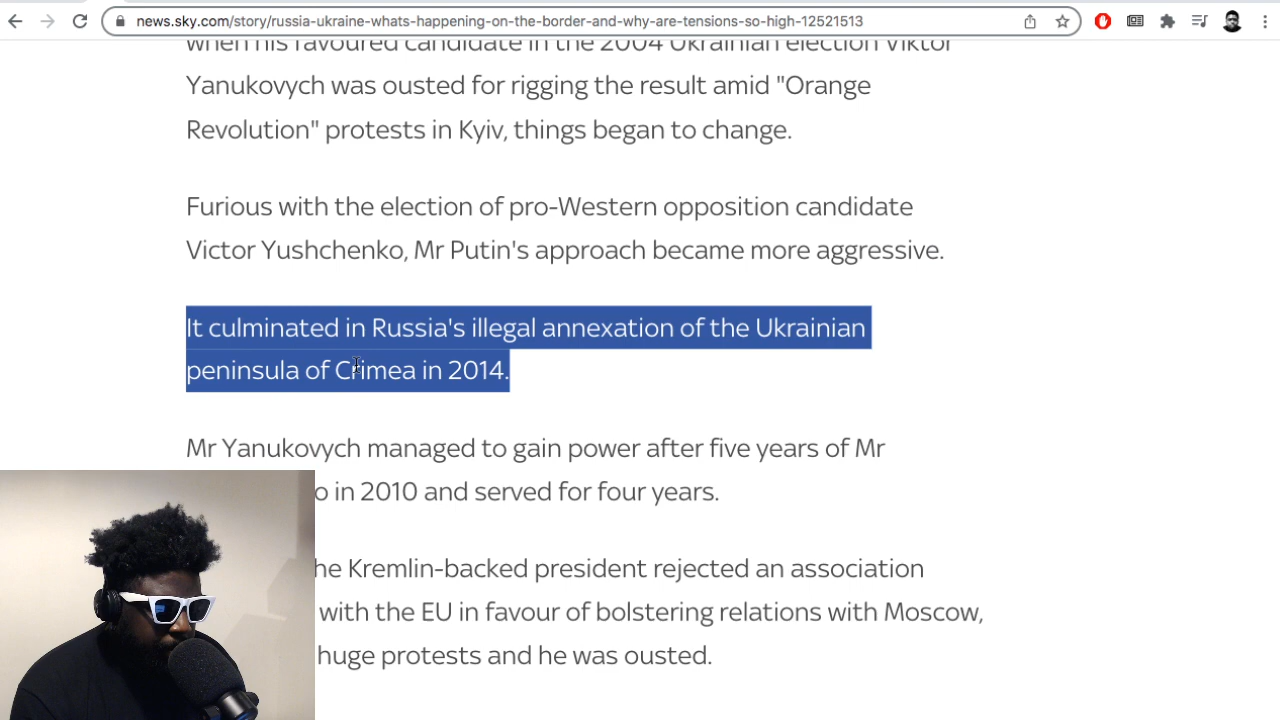 news.sky.com/story/russia-ukraine-whats-happening-on-the-border-and-why-are-tensions-so-high-12521513
when his favoured candidate in the 2004 Ukrainian election Viktor
Yanukovych was ousted for rigging the result amid "Orange
Revolution" protests in Kyiv, things began to change.
Furious with the election of pro-Western opposition candidate
Victor Yushchenko, Mr Putin's approach became more aggressive.
It culminated in Russia's illegal annexation of the Ukrainian
peninsula of Crimea in 2014.
Mr Yanukovych managed to gain power after five years of Mr
o in 2010 and served for four years.
he Kremlin-backed president rejected an association
with the EU in favour of bolstering relations with Moscow,
huge protests and he was ousted.